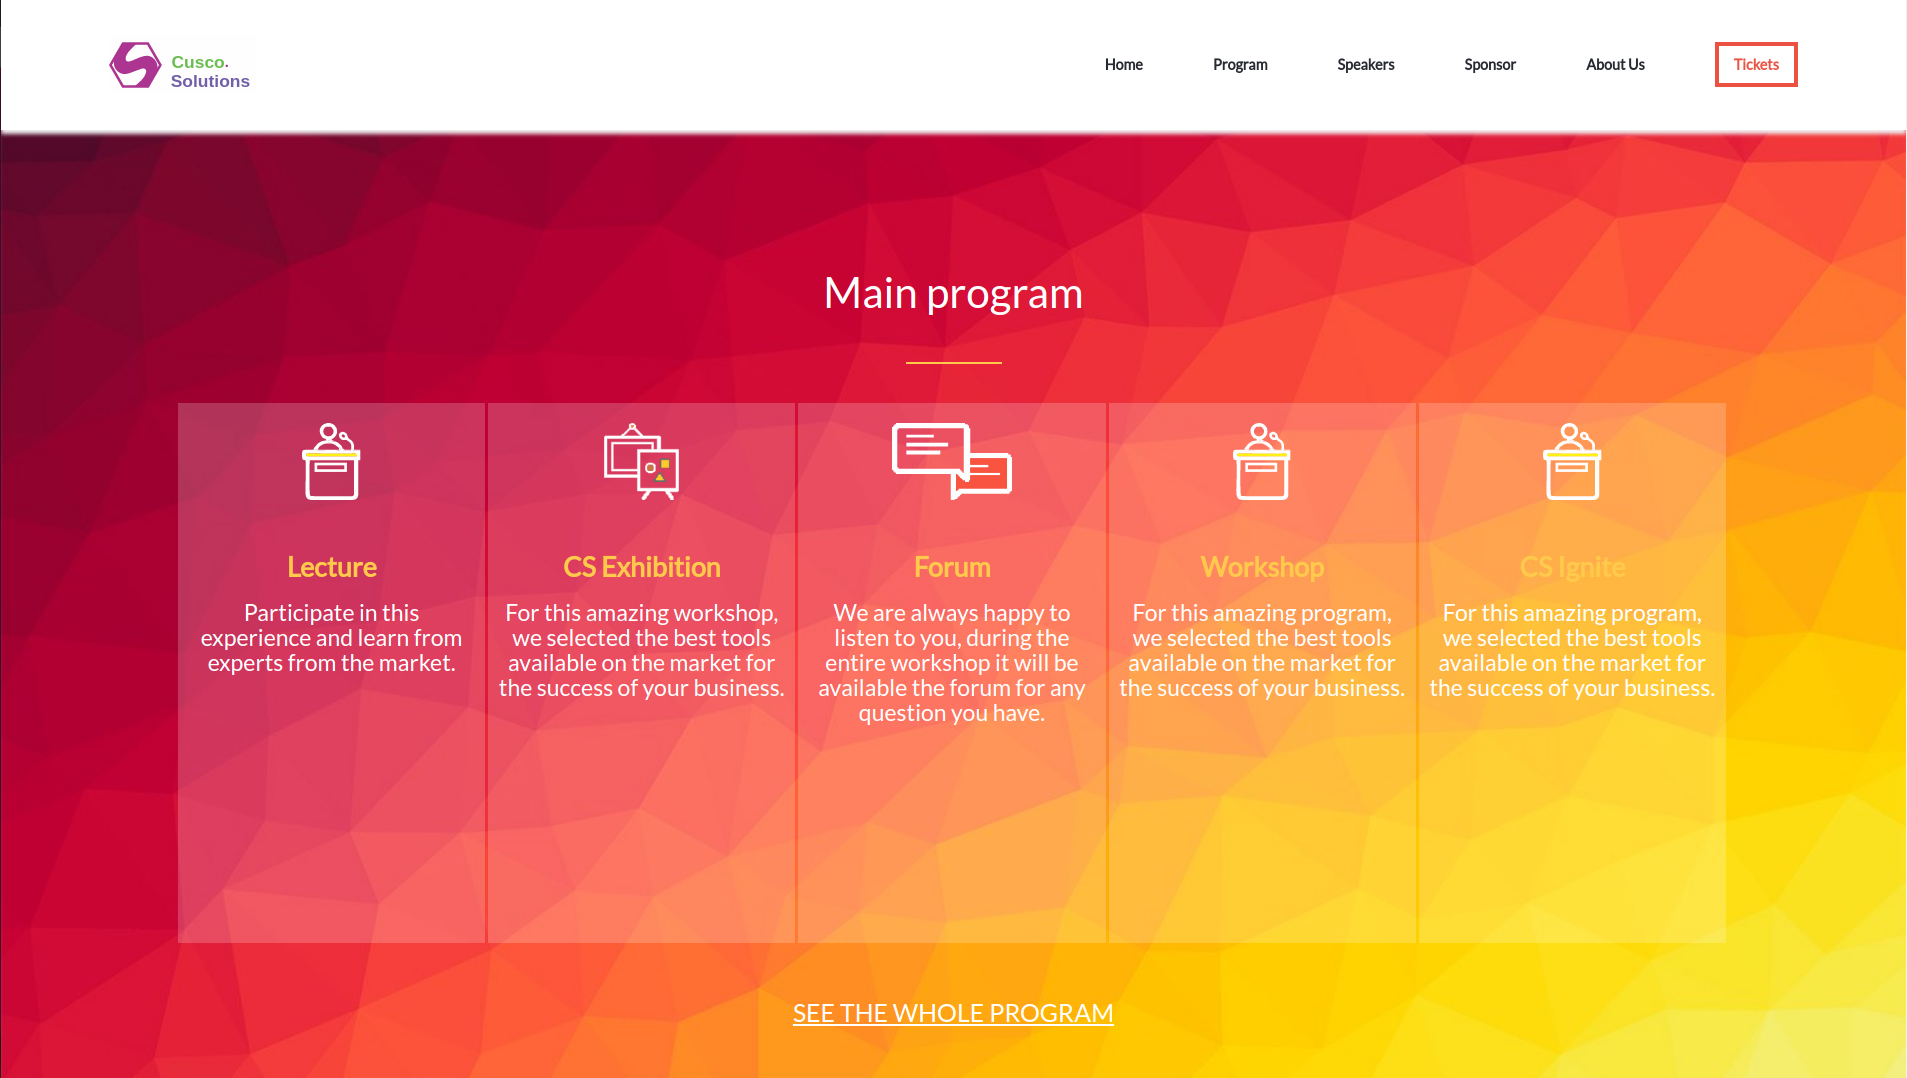 Cusco.
Solutions
Home
Program
Speakers
Sponsor
About Us
Tickets
Main program
Lecture
Participate in this
experience and learn from
experts from the market.
CS Exhibition
For this amazing workshop,
we selected the best tools
available on the market for
the success of your business.
Forum
We are always happy to
listen to you, during the
entire workshop it will be
available the forum for any
question you have.
Workshop
For this amazing program,
we selected the best tools
available on the market for
the success of your business.
CS Ignite
For this amazing program,
we selected the best tools
available on the market for
the success of your business.
SEE THE WHOLE PROGRAM